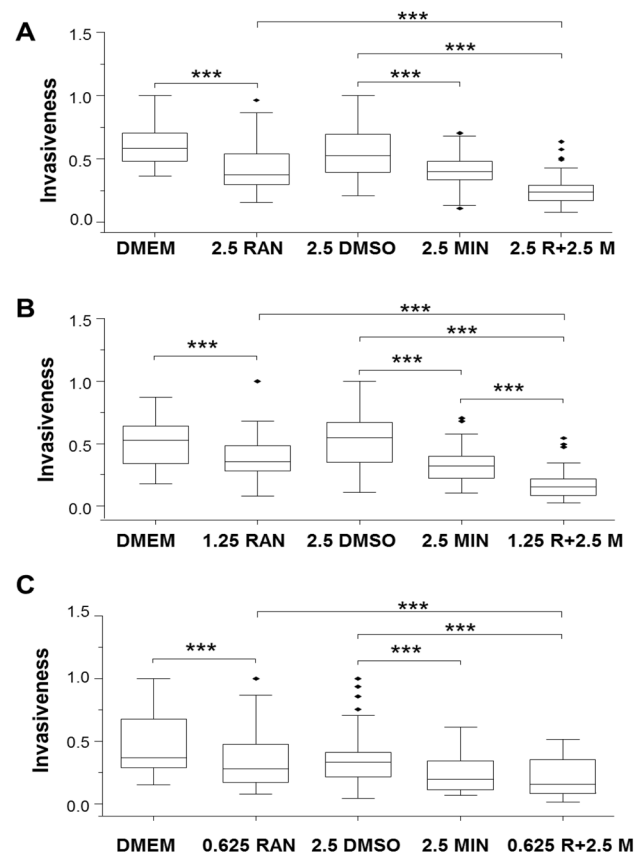 A
Invasiveness
1.5
1.0
0.5
0.0
***
***
***
***
DMEM 2.5 RAN 2.5 DMSO 2.5 MIN 2.5 R+2.5 M
B
Invasiveness
1.5
1.0
0.5
0.0
***
***
***
***
***
DMEM 1.25 RAN 2.5 DMSO 2.5 MIN 1.25 R+2.5 M
C
Invasiveness
1.5
1.0
0.5
0.0
***
***
***
***
DMEM 0.625 RAN 2.5 DMSO 2.5 MIN 0.625 R+2.5 M